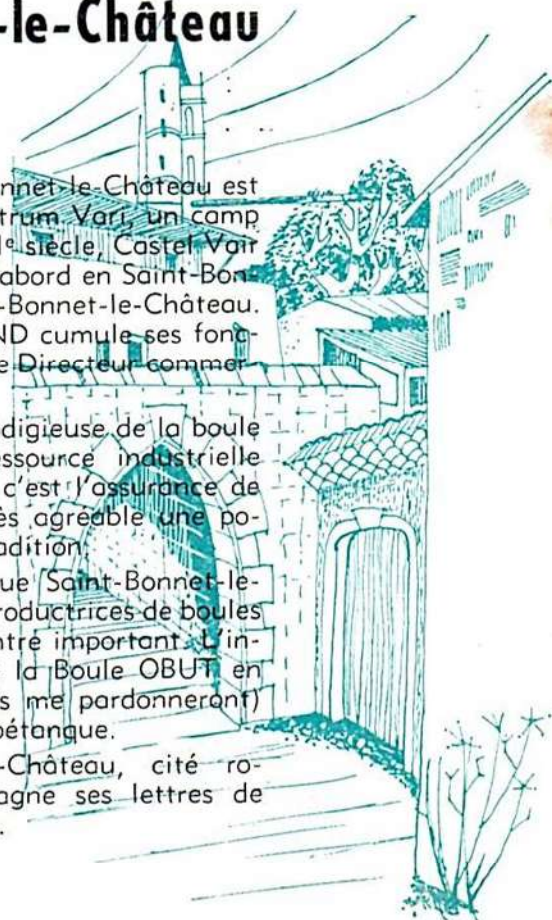 -le-Château
nnet-le-Château est
trum Vari, un camp
Ie siècle, Castel Vair
abord en Saint-Bon-
-Bonnet-le-Château.
ND cumule ses fonc-
e Directeur commer-
digieuse de la boule
essource industrielle
c'est l'assurance de
ès agréable une po-
adition.
ue Saint-Bonnet-le-
roductrices de boules
ntre important. L'in-
la Boule OBUT en
s me pardonneront)
pétanque.
-Château, cité ro-
agne ses lettres de